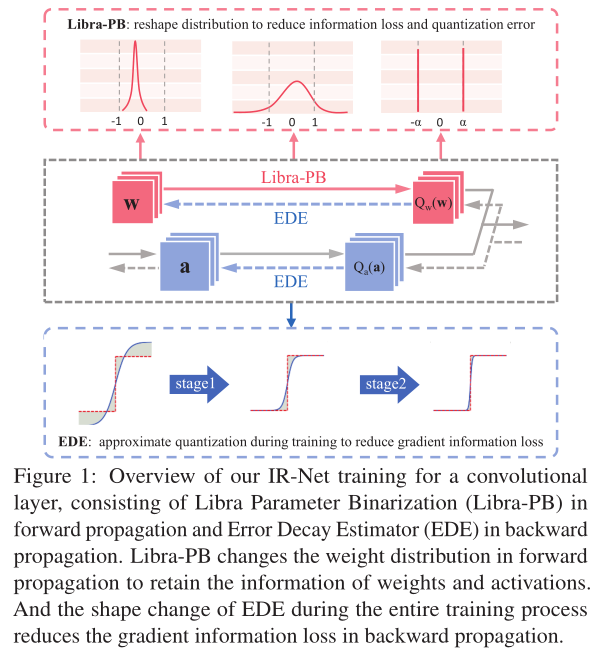 Libra-PB: reshape distribution to reduce information loss and quantization error
-1 0 1
-1 0 1
-α 0 α
Libra-PB
w
Qw(w)
EDE
a
Qa(a)
EDE
stage1
stage2
EDE: approximate quantization during training to reduce gradient information loss
Figure 1: Overview of our IR-Net training for a convolutional
layer, consisting of Libra Parameter Binarization (Libra-PB) in
forward propagation and Error Decay Estimator (EDE) in backward
propagation. Libra-PB changes the weight distribution in forward
propagation to retain the information of weights and activations.
And the shape change of EDE during the entire training process
reduces the gradient information loss in backward propagation.